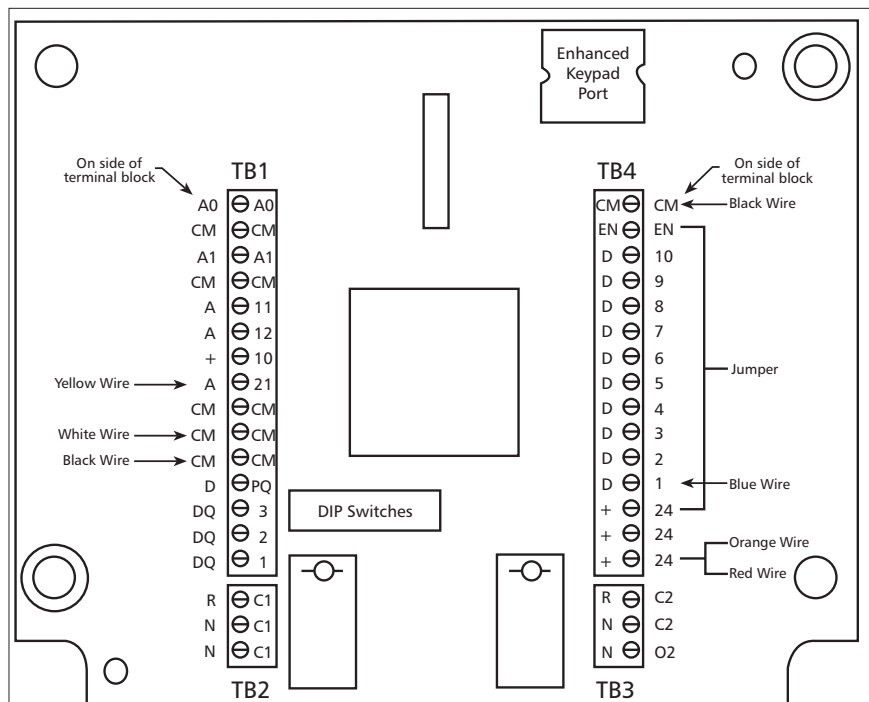 Enhanced
Keypad
Port
On side of
terminal block
TB1
A0 A0
CM CM
A1 A1
CM CM
A 11
A 12
+ 10
Yellow Wire A 21
CM CM
White Wire CM CM
Black Wire CM CM
D PQ
DQ 3
DQ 2
DQ 1
R C1
N C1
N C1
TB2
DIP Switches
TB4
On side of
terminal block
CM CM Black Wire
EN EN
D 10
D 9
D 8
D 7
D 6
D 5
Jumper
D 4
D 3
D 2
D 1 Blue Wire
+ 24
+ 24
Orange Wire
+ 24
Red Wire
R C2
N C2
N O2
TB3